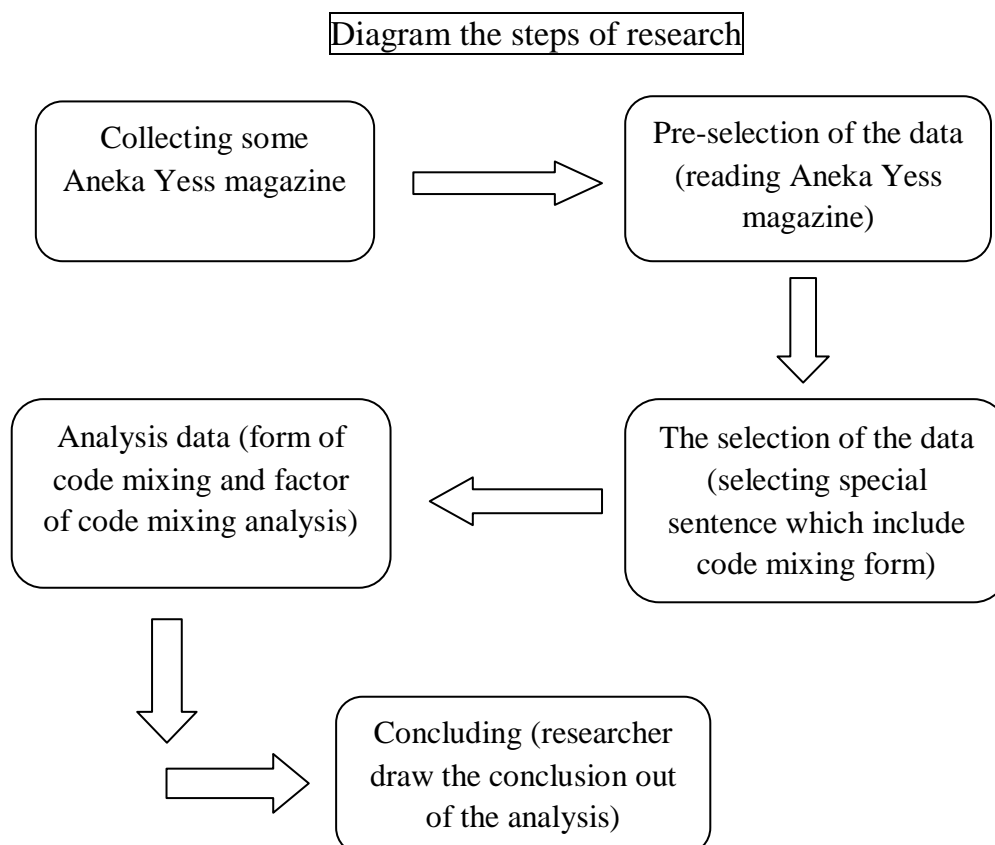 Diagram the steps of research
Collecting some
Aneka Yess magazine
Pre-selection of the data
(reading Aneka Yess
magazine)
The selection of the data
(selecting special
sentence which include
code mixing form)
Analysis data (form of
code mixing and factor
of code mixing analysis)
Concluding (researcher
draw the conclusion out
of the analysis)